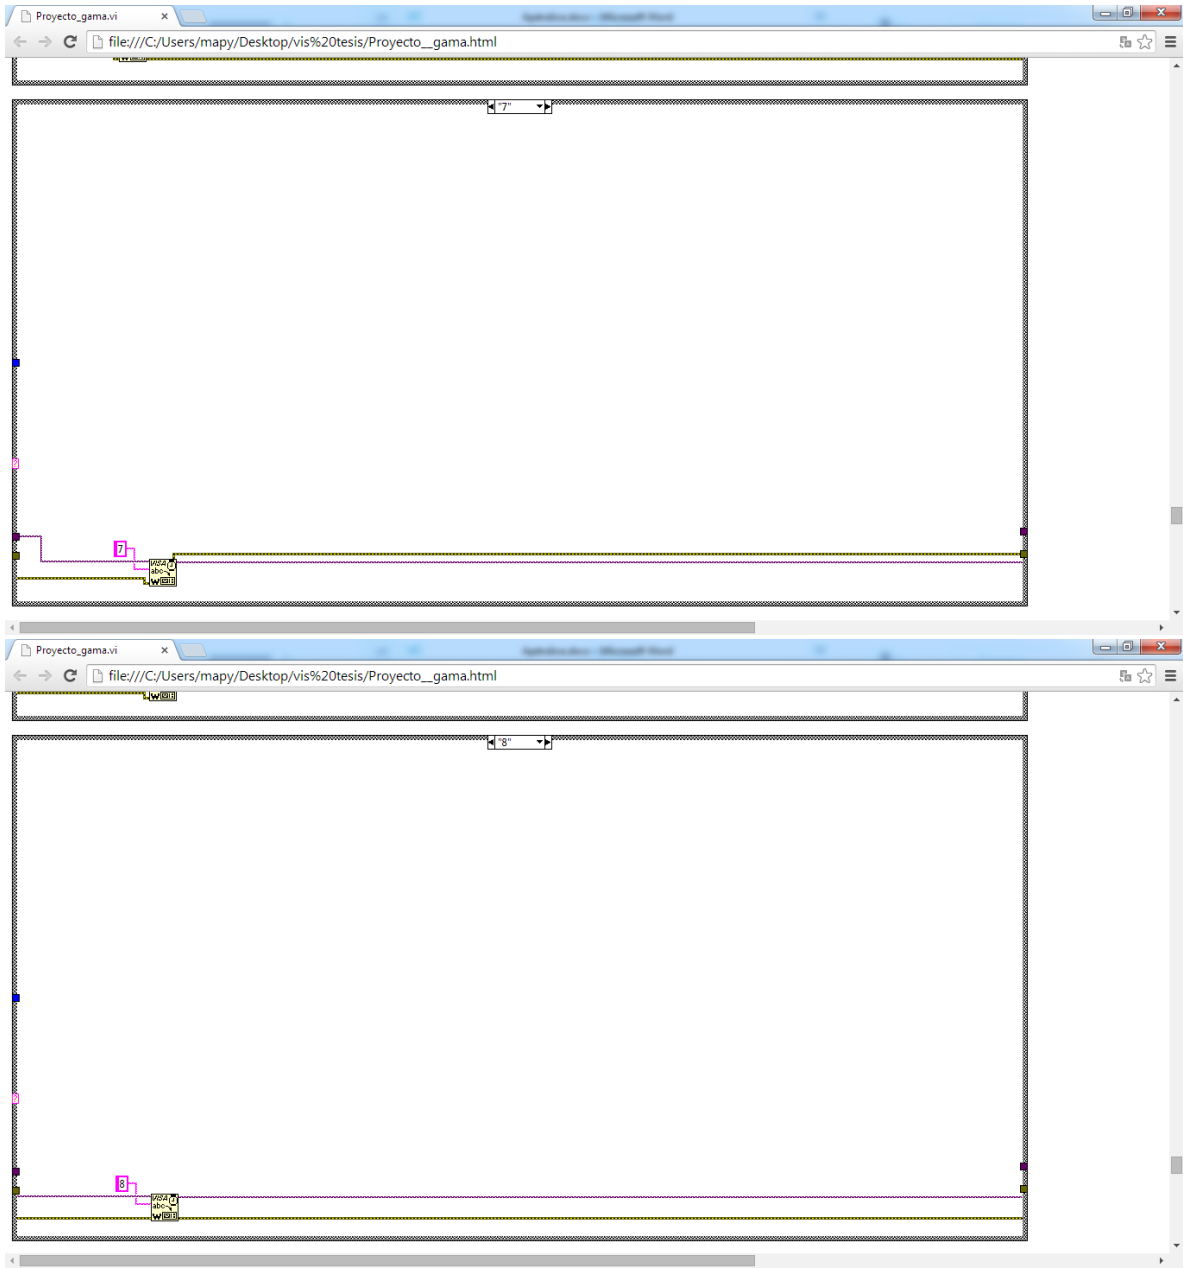 Proyecto_gama.vi
file:///C:/Users/mapy/Desktop/vis%20tesis/Proyecto__gama.html
"7"
?
7
VISA
abc
W
Proyecto_gama.vi
file:///C:/Users/mapy/Desktop/vis%20tesis/Proyecto__gama.html
W
"8"
?
8
VISA
abc
W